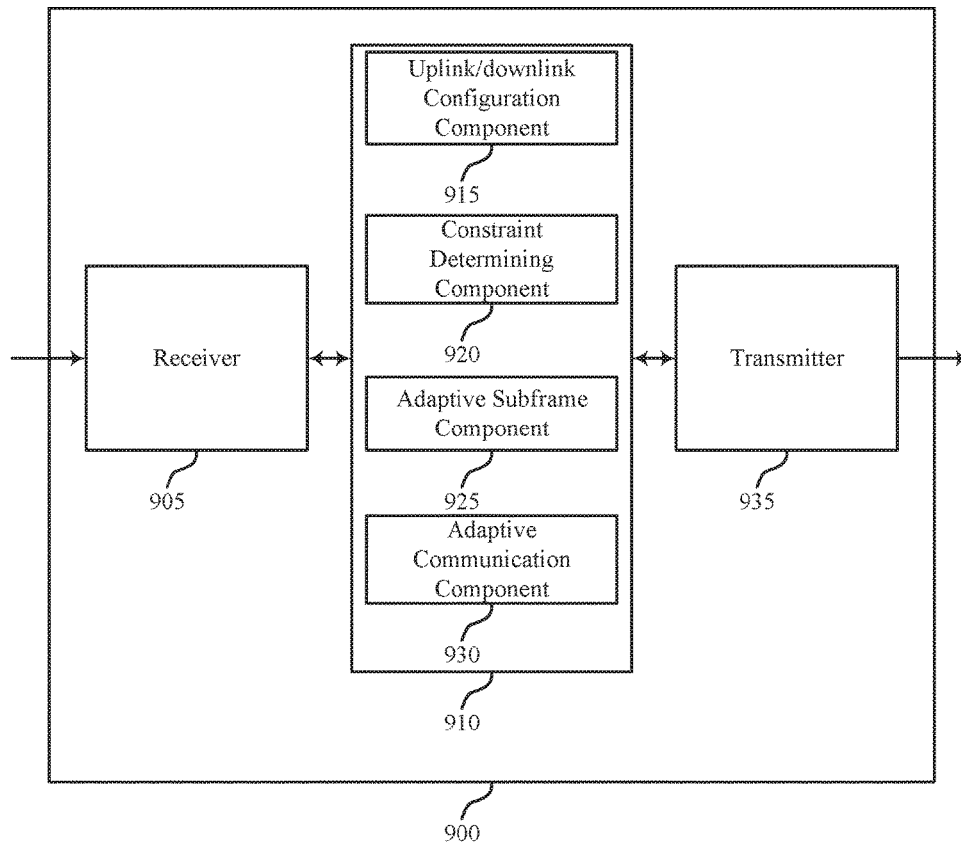 Uplink/downlink
Configuration
Component
915
Constraint
Determining
Component
920
Receiver
905
Adaptive Subframe
Component
925
Transmitter
935
Adaptive
Communication
Component
930
910
900